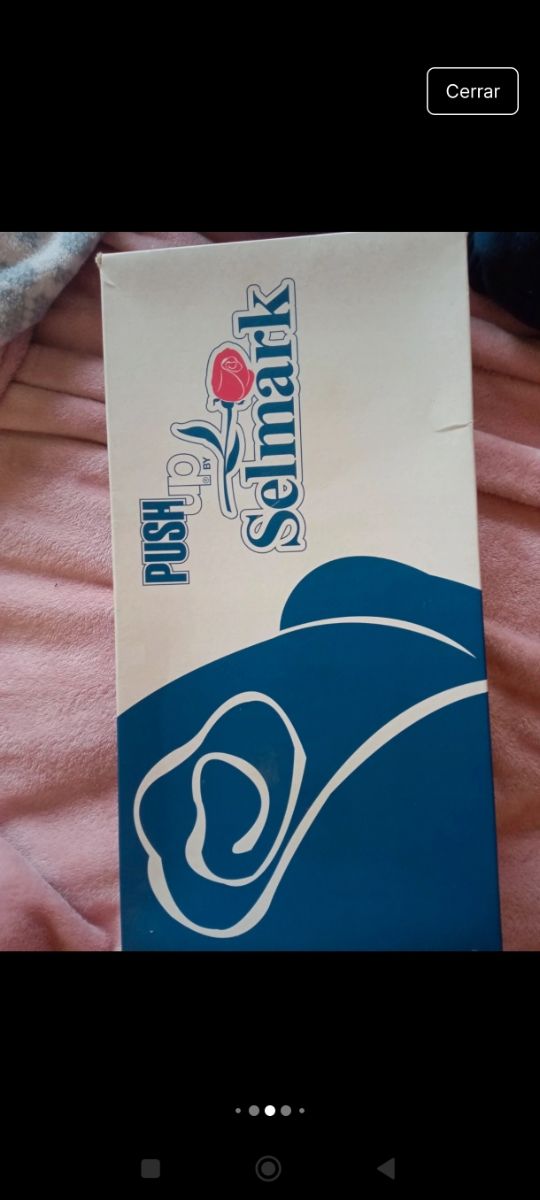 Cerrar
PUSH up
® BY
Selmark